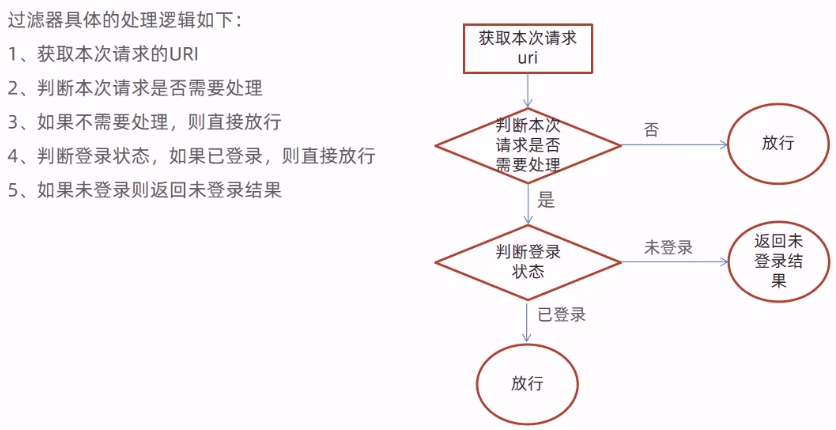 过滤器具体的处理逻辑如下：
1、获取本次请求的URI
2、判断本次请求是否需要处理
3、如果不需要处理，则直接放行
4、判断登录状态，如果已登录，则直接放行
5、如果未登录则返回未登录结果
获取本次请求
uri
判断本次
请求是否
需要处理
否
放行
是
判断登录
状态
未登录
返回未
登录结
果
已登录
放行